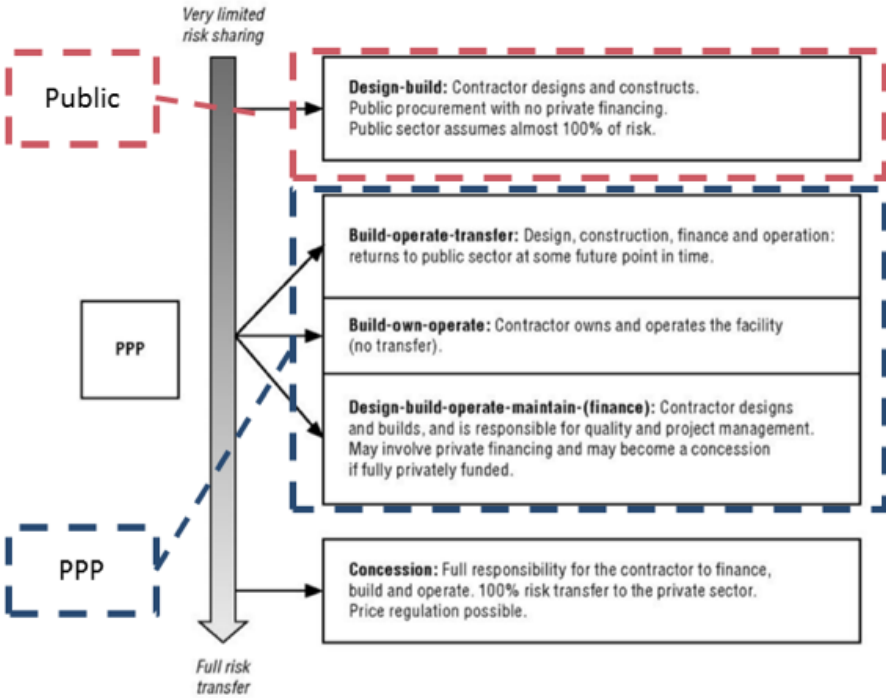 Very limited
risk sharing
Public
Design-build: Contractor designs and constructs.
Public procurement with no private financing.
Public sector assumes almost 100% of risk.
Build-operate-transfer: Design, construction, finance and operation:
returns to public sector at some future point in time.
PPP
Build-own-operate: Contractor owns and operates the facility
(no transfer).
Design-build-operate-maintain-(finance): Contractor designs
and builds, and is responsible for quality and project management.
May involve private financing and may become a concession
if fully privately funded.
PPP
Concession: Full responsibility for the contractor to finance,
build and operate. 100% risk transfer to the private sector.
Price regulation possible.
Full risk
transfer